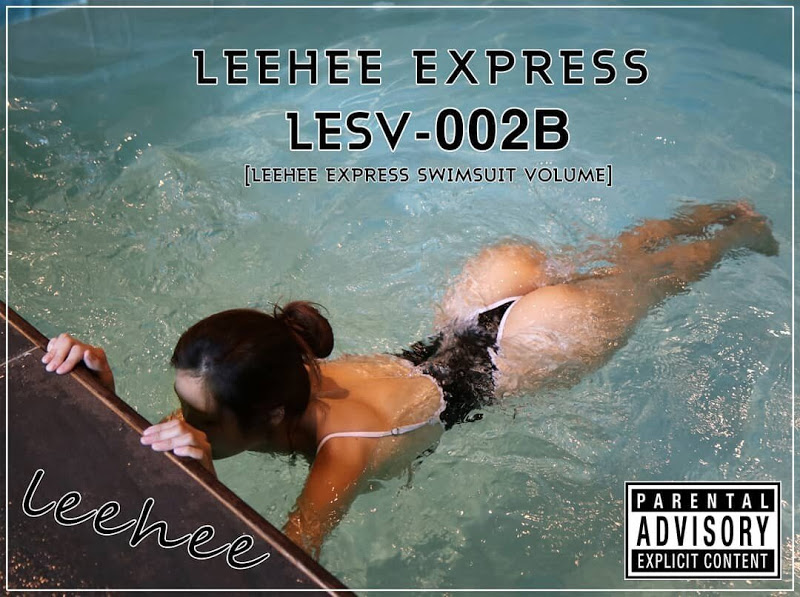 LEEHEE EXPRESS
LESV-002B
[LEEHEE EXPRESS SWIMSUIT VOLUME]
Leehee
PARENTAL
ADVISORY
EXPLICIT CONTENT